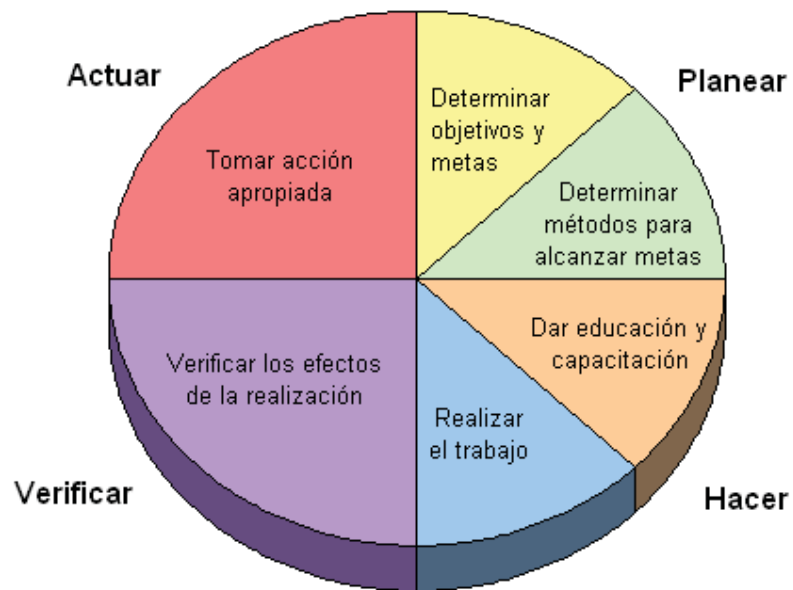 Actuar
Planear
Determinar
objetivos y
metas
Tomar acción
apropiada
Determinar
métodos para
alcanzar metas
Dar educación y
capacitación
Verificar los efectos
de la realización
Realizar
el trabajo
Verificar
Hacer